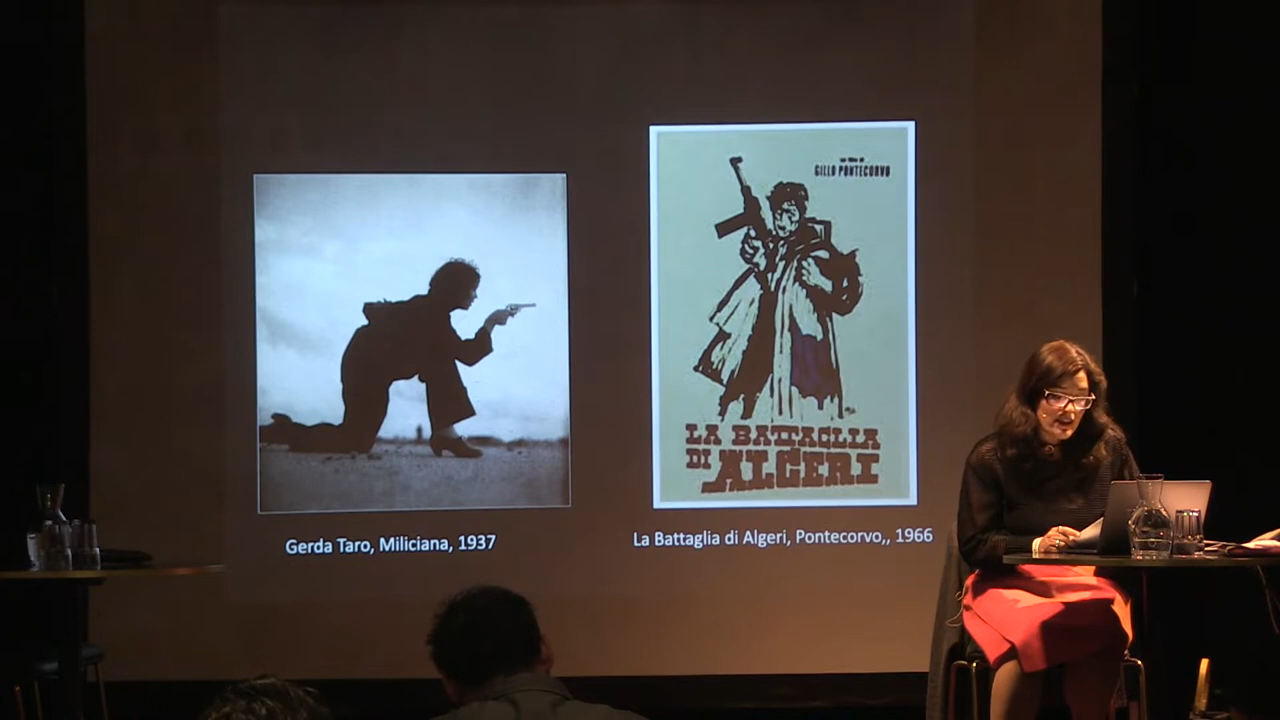 un film di
GILLO PONTECORVO
LA BATTAGLIA
DI ALGERI
Gerda Taro, Miliciana, 1937
La Battaglia di Algeri, Pontecorvo,, 1966